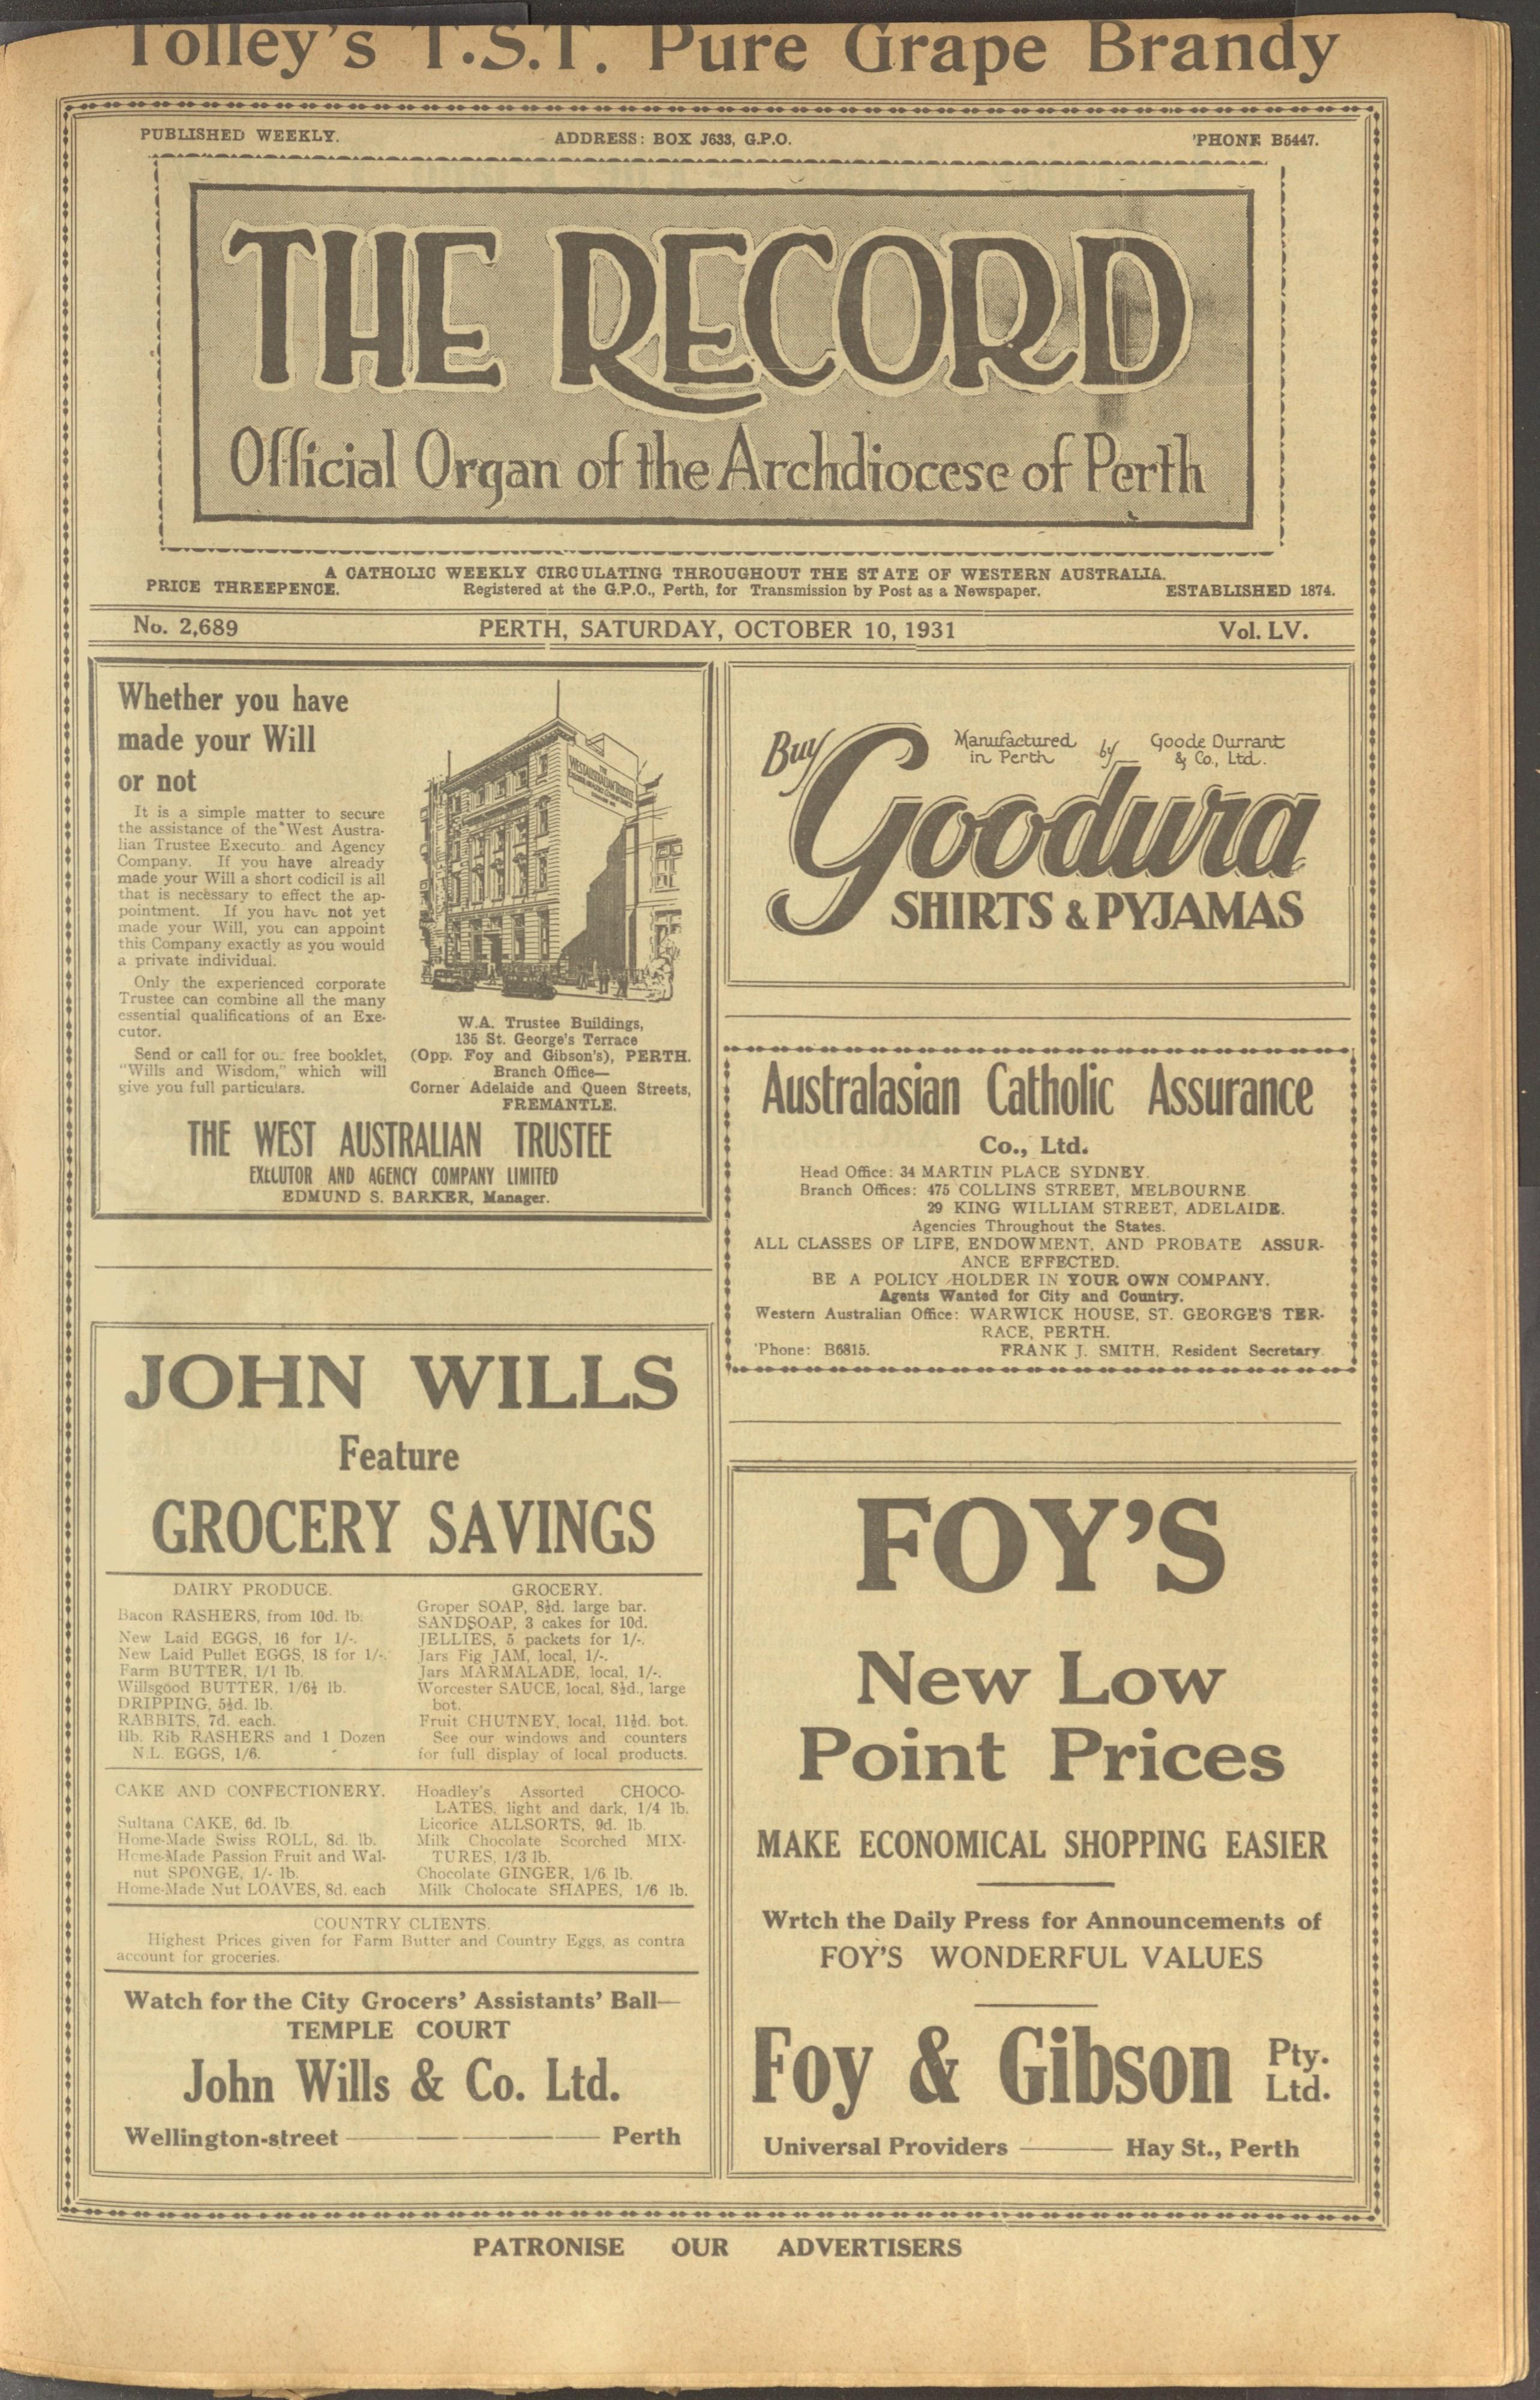 Tolley's T.S.T. Pure Grape Brandy
PUBLISHED WEEKLY. ADDRESS: BOX J633, G.P.O. 'PHONE B5447.
THE RECORD
Official Organ of the Archdiocese of Perth
A CATHOLIC WEEKLY CIRCULATING THROUGHOUT THE STATE OF WESTERN AUSTRALIA.
PRICE THREEPENCE. Registered at the G.P.O., Perth, for Transmission by Post as a Newspaper. ESTABLISHED 1874.
No. 2,689 PERTH, SATURDAY, OCTOBER 10, 1931 Vol. LV.
Whether you have
made your Will
or not
It is a simple matter to secure
the assistance of the West Austra-
lian Trustee Executo and Agency
Company. If you have already
made your Will a short codicil is all
that is necessary to effect the ap-
pointment. If you have not yet
made your Will, you can appoint
this Company exactly as you would
a private individual.
Only the experienced corporate
Trustee can combine all the many
essential qualifications of an Exe-
cutor.
Send or call for our free booklet,
"Wills and Wisdom," which will
give you full particulars.
THE
WEST AUSTRALIAN TRUSTEE
W.A. Trustee Buildings,
135 St. George's Terrace
(Opp. Foy and Gibson's), PERTH.
Branch Office—
Corner Adelaide and Queen Streets,
FREMANTLE.
THE WEST AUSTRALIAN TRUSTEE
EXECUTOR AND AGENCY COMPANY LIMITED
EDMUND S. BARKER, Manager.
JOHN WILLS
Feature
GROCERY SAVINGS
DAIRY PRODUCE.
Bacon RASHERS, from 10d. lb.
New Laid EGGS, 16 for 1/-.
New Laid Pullet EGGS, 18 for 1/-.
Farm BUTTER, 1/1 lb.
Willsgood BUTTER, 1/6½ lb.
DRIPPING, 5½d. lb.
RABBITS, 7d. each.
1lb. Rib RASHERS and 1 Dozen
N.L. EGGS, 1/6.
GROCERY.
Groper SOAP, 8½d. large bar.
SANDSOAP, 3 cakes for 10d.
JELLIES, 5 packets for 1/-.
Jars Fig JAM, local, 1/-.
Jars MARMALADE, local, 1/-.
Worcester SAUCE, local, 8½d., large
bot.
Fruit CHUTNEY, local, 11½d. bot.
See our windows and counters
for full display of local products.
CAKE AND CONFECTIONERY.
Sultana CAKE, 6d. lb.
Home-Made Swiss ROLL, 8d. lb.
Home-Made Passion Fruit and Wal-
nut SPONGE, 1/- lb.
Home-Made Nut LOAVES, 8d. each
Hoadley's Assorted CHOCO-
LATES, light and dark, 1/4 lb.
Licorice ALLSORTS, 9d. lb.
Milk Chocolate Scorched MIX-
TURES, 1/3 lb.
Chocolate GINGER, 1/6 lb.
Milk Cholocate SHAPES, 1/6 lb.
COUNTRY CLIENTS.
Highest Prices given for Farm Butter and Country Eggs, as contra
account for groceries.
Watch for the City Grocers' Assistants' Ball—
TEMPLE COURT
John Wills & Co. Ltd.
Wellington-street — Perth
Buy Goodura
Manufactured in Perth by Goode Durrant & Co., Ltd.
SHIRTS & PYJAMAS
Australasian Catholic Assurance
Co., Ltd.
Head Office: 34 MARTIN PLACE SYDNEY.
Branch Offices: 475 COLLINS STREET, MELBOURNE.
29 KING WILLIAM STREET, ADELAIDE.
Agencies Throughout the States.
ALL CLASSES OF LIFE, ENDOWMENT, AND PROBATE ASSUR-
ANCE EFFECTED.
BE A POLICY HOLDER IN YOUR OWN COMPANY.
Agents Wanted for City and Country.
Western Australian Office: WARWICK HOUSE, ST. GEORGE'S TER-
RACE, PERTH.
'Phone: B6815. FRANK J. SMITH, Resident Secretary.
FOY'S
New Low
Point Prices
MAKE ECONOMICAL SHOPPING EASIER
Wrtch the Daily Press for Announcements of
FOY'S WONDERFUL VALUES
Foy & Gibson Pty. Ltd.
Universal Providers — Hay St., Perth
PATRONISE OUR ADVERTISERS